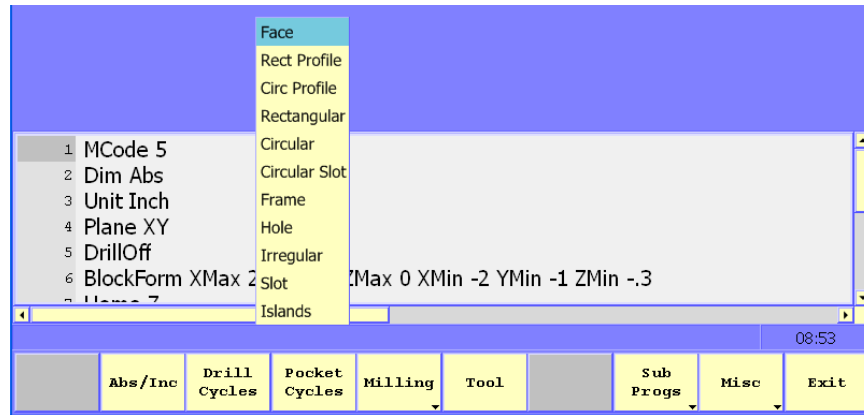 Face
Rect Profile
Circ Profile
Rectangular
Circular
Circular Slot
Frame
Hole
Irregular
Slot
Islands
1 MCode 5
2 Dim Abs
3 Unit Inch
4 Plane XY
5 DrillOff
6 BlockForm XMax 2 ZMax 0 XMin -2 YMin -1 ZMin -.3
08:53
Abs/Inc
Drill Cycles
Pocket Cycles
Milling
Tool
Sub Progs
Misc
Exit